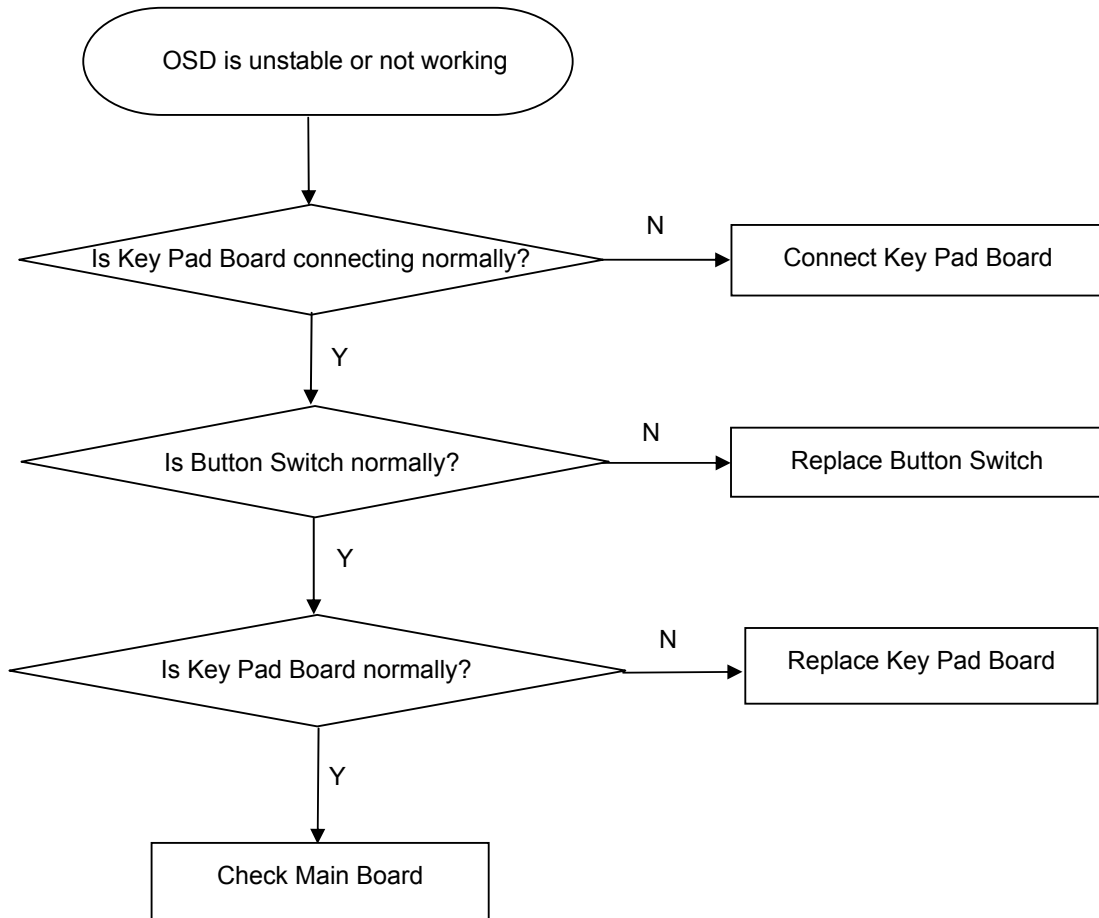 OSD is unstable or not working
Is Key Pad Board connecting normally?
N
Connect Key Pad Board
Y
Is Button Switch normally?
N
Replace Button Switch
Y
Is Key Pad Board normally?
N
Replace Key Pad Board
Y
Check Main Board